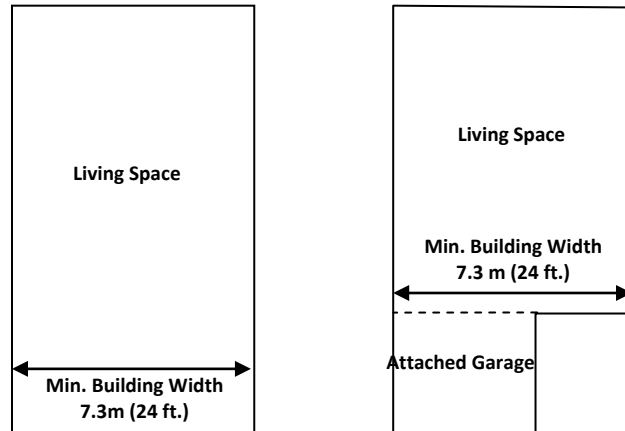 Living Space
Min. Building Width
7.3m (24 ft.)
Living Space
Min. Building Width
7.3 m (24 ft.)
Attached Garage